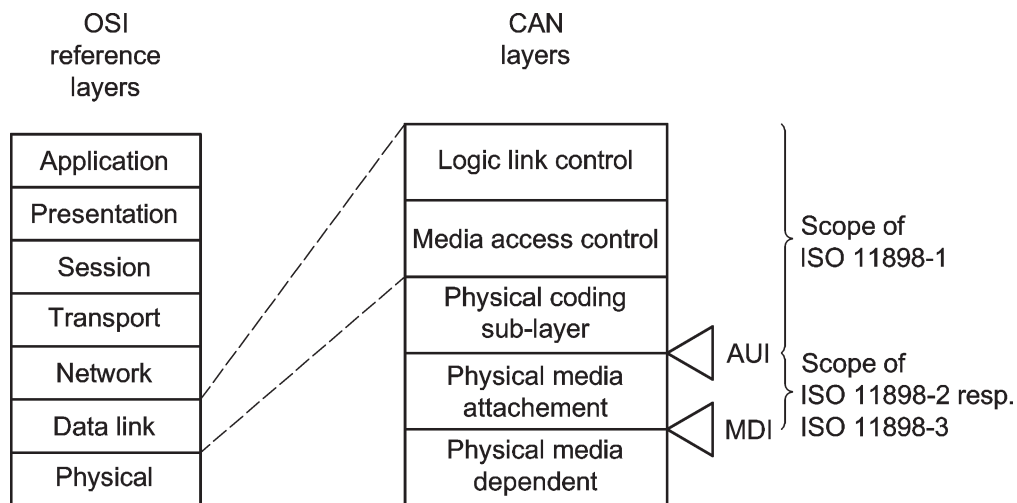 OSI
reference
layers
Application
Presentation
Session
Transport
Network
Data link
Physical
CAN
layers
Logic link control
Media access control
Physical coding
sub-layer
Physical media
attachement
Physical media
dependent
AUI
MDI
Scope of
ISO 11898-1
Scope of
ISO 11898-2 resp.
ISO 11898-3